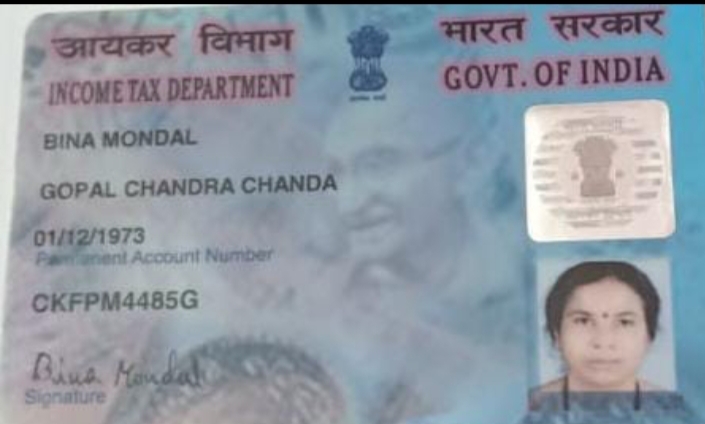 आयकर विभाग
INCOME TAX DEPARTMENT
भारत सरकार
GOVT. OF INDIA
BINA MONDAL
GOPAL CHANDRA CHANDA
01/12/1973
Permanent Account Number
CKFPM4485G
Bina Mondal
Signature